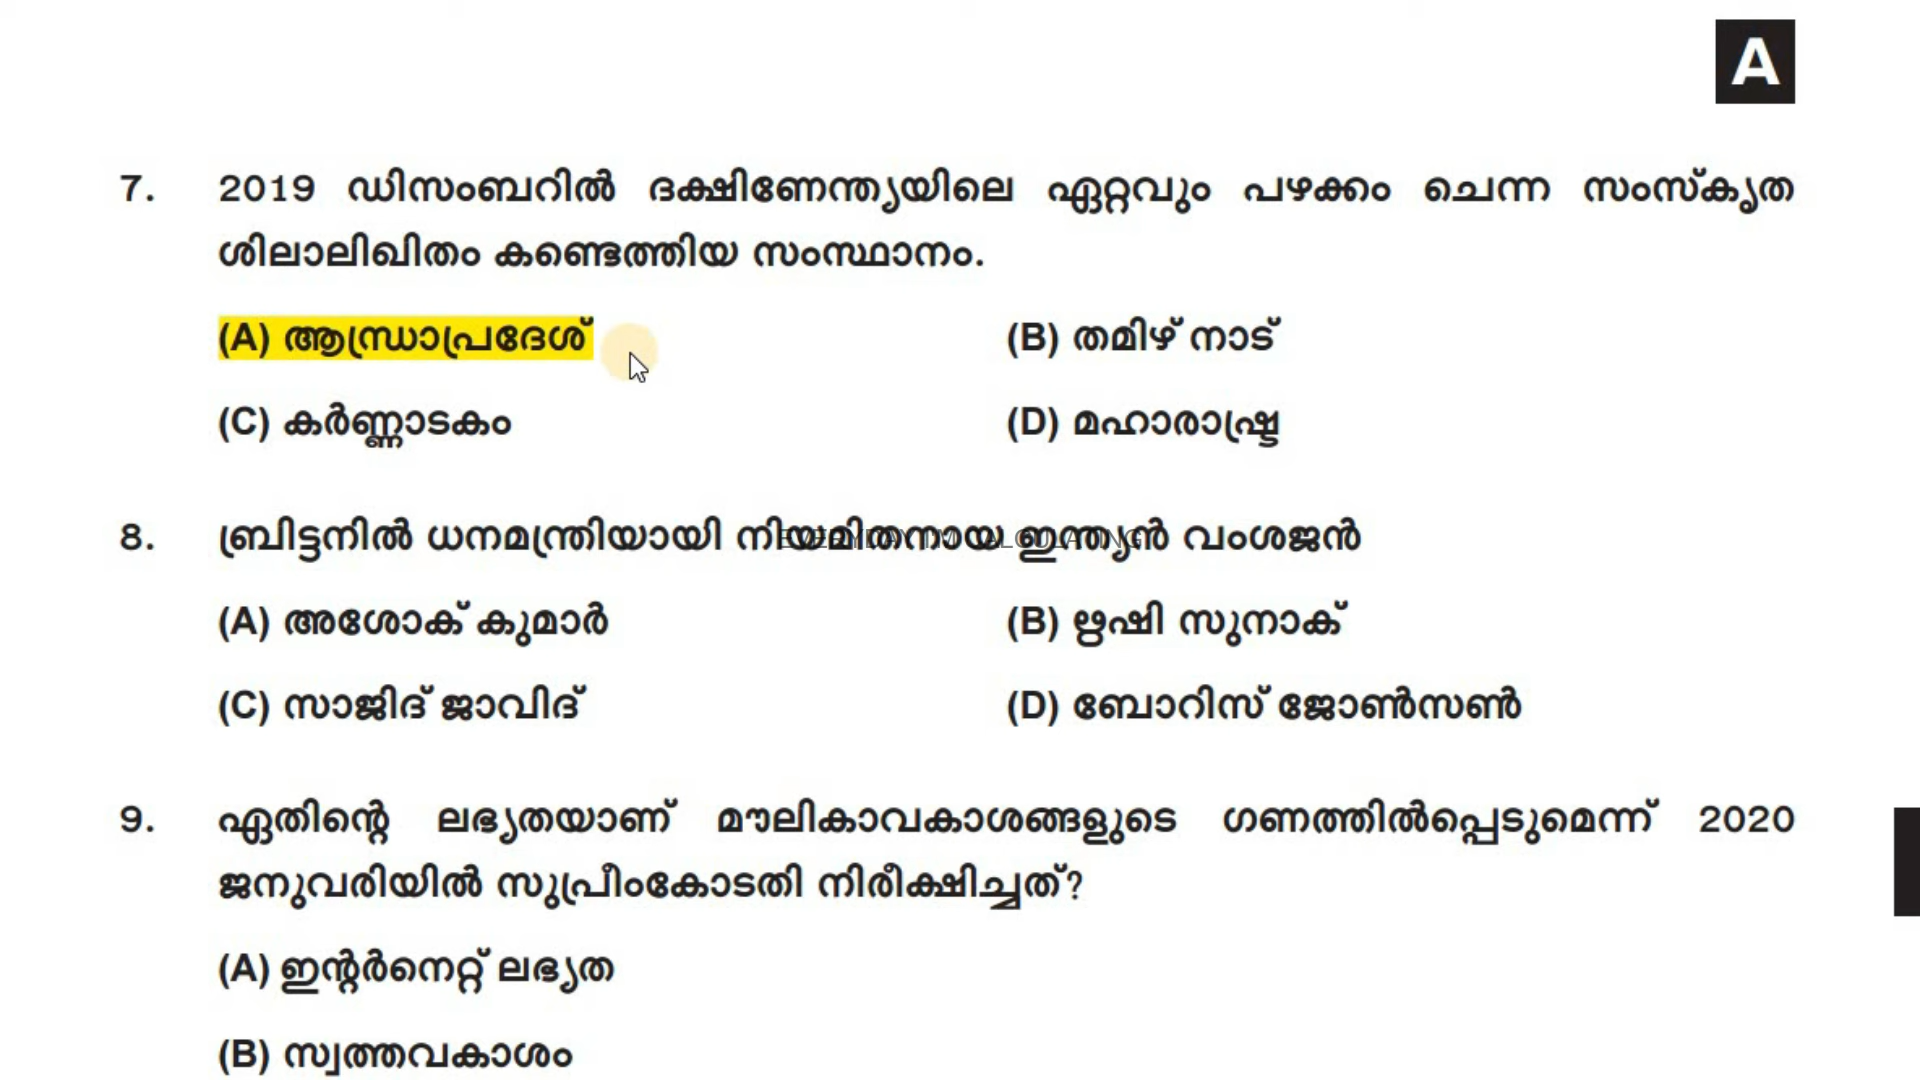 A
7. 2019 ഡിസംബറിൽ ദക്ഷിണേന്ത്യയിലെ ഏറ്റവും പഴക്കം ചെന്ന സംസ്കൃത
ശിലാലിഖിതം കണ്ടെത്തിയ സംസ്ഥാനം.
(A) ആന്ധ്രാപ്രദേശ് (B) തമിഴ് നാട്
(C) കർണ്ണാടകം (D) മഹാരാഷ്ട്ര
8. ബ്രിട്ടനിൽ ധനമന്ത്രിയായി നിയമിതനായ ഇന്ത്യൻ വംശജൻ
EVERYDAY I'M CALCULATING
(A) അശോക് കുമാർ (B) ഋഷി സുനാക്
(C) സാജിദ് ജാവിദ് (D) ബോറിസ് ജോൺസൺ
9. ഏതിന്റെ ലഭ്യതയാണ് മൗലികാവകാശങ്ങളുടെ ഗണത്തിൽപ്പെടുമെന്ന് 2020
ജനുവരിയിൽ സുപ്രീംകോടതി നിരീക്ഷിച്ചത്?
(A) ഇന്റർനെറ്റ് ലഭ്യത
(B) സ്വത്തവകാശം